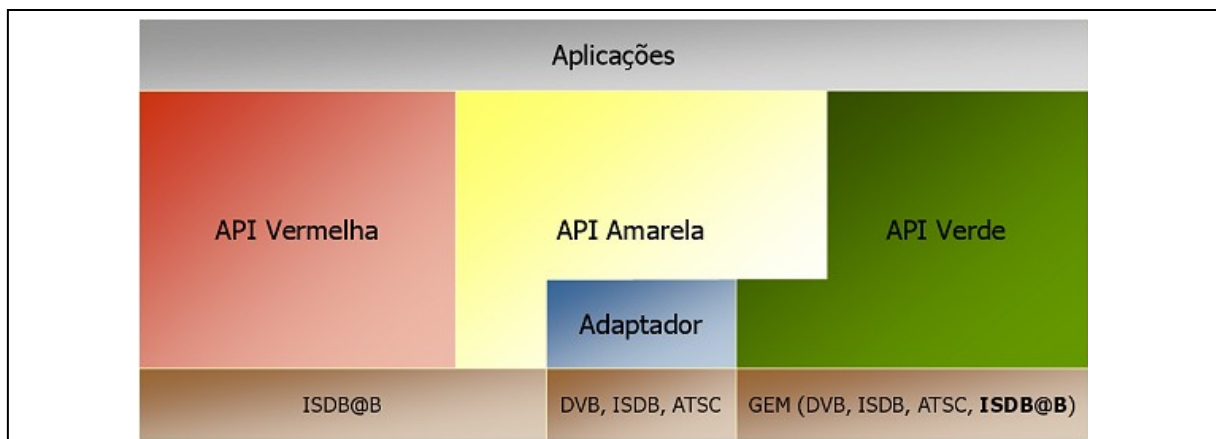 Aplicações
API Vermelha
API Amarela
API Verde
Adaptador
ISDB@B
DVB, ISDB, ATSC
GEM (DVB, ISDB, ATSC, ISDB@B)